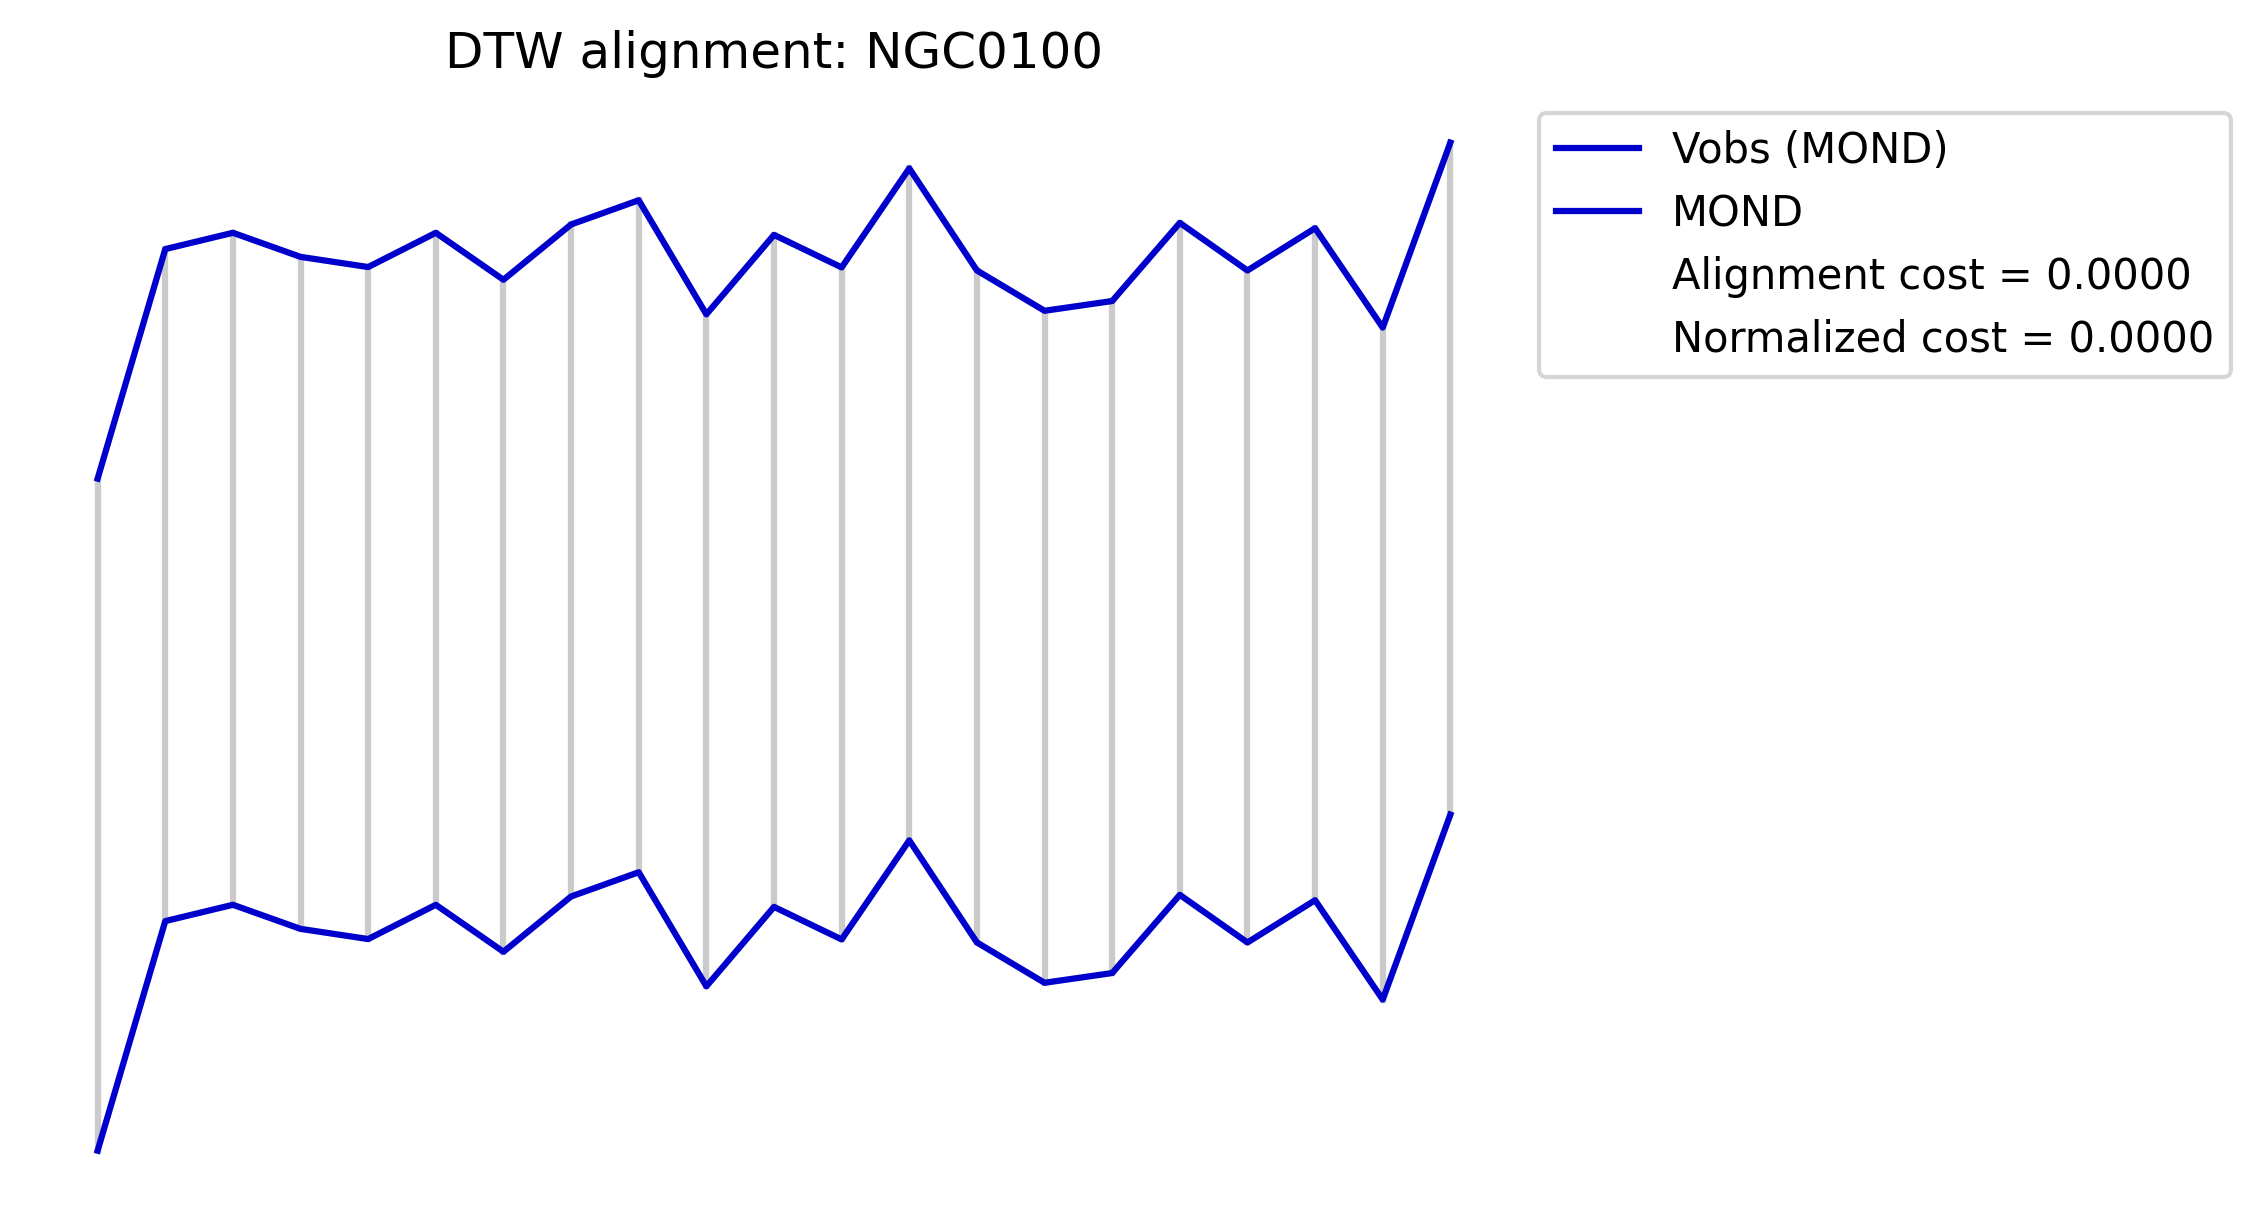 DTW alignment: NGC0100
Vobs (MOND)
MOND
Alignment cost = 0.0000
Normalized cost = 0.0000